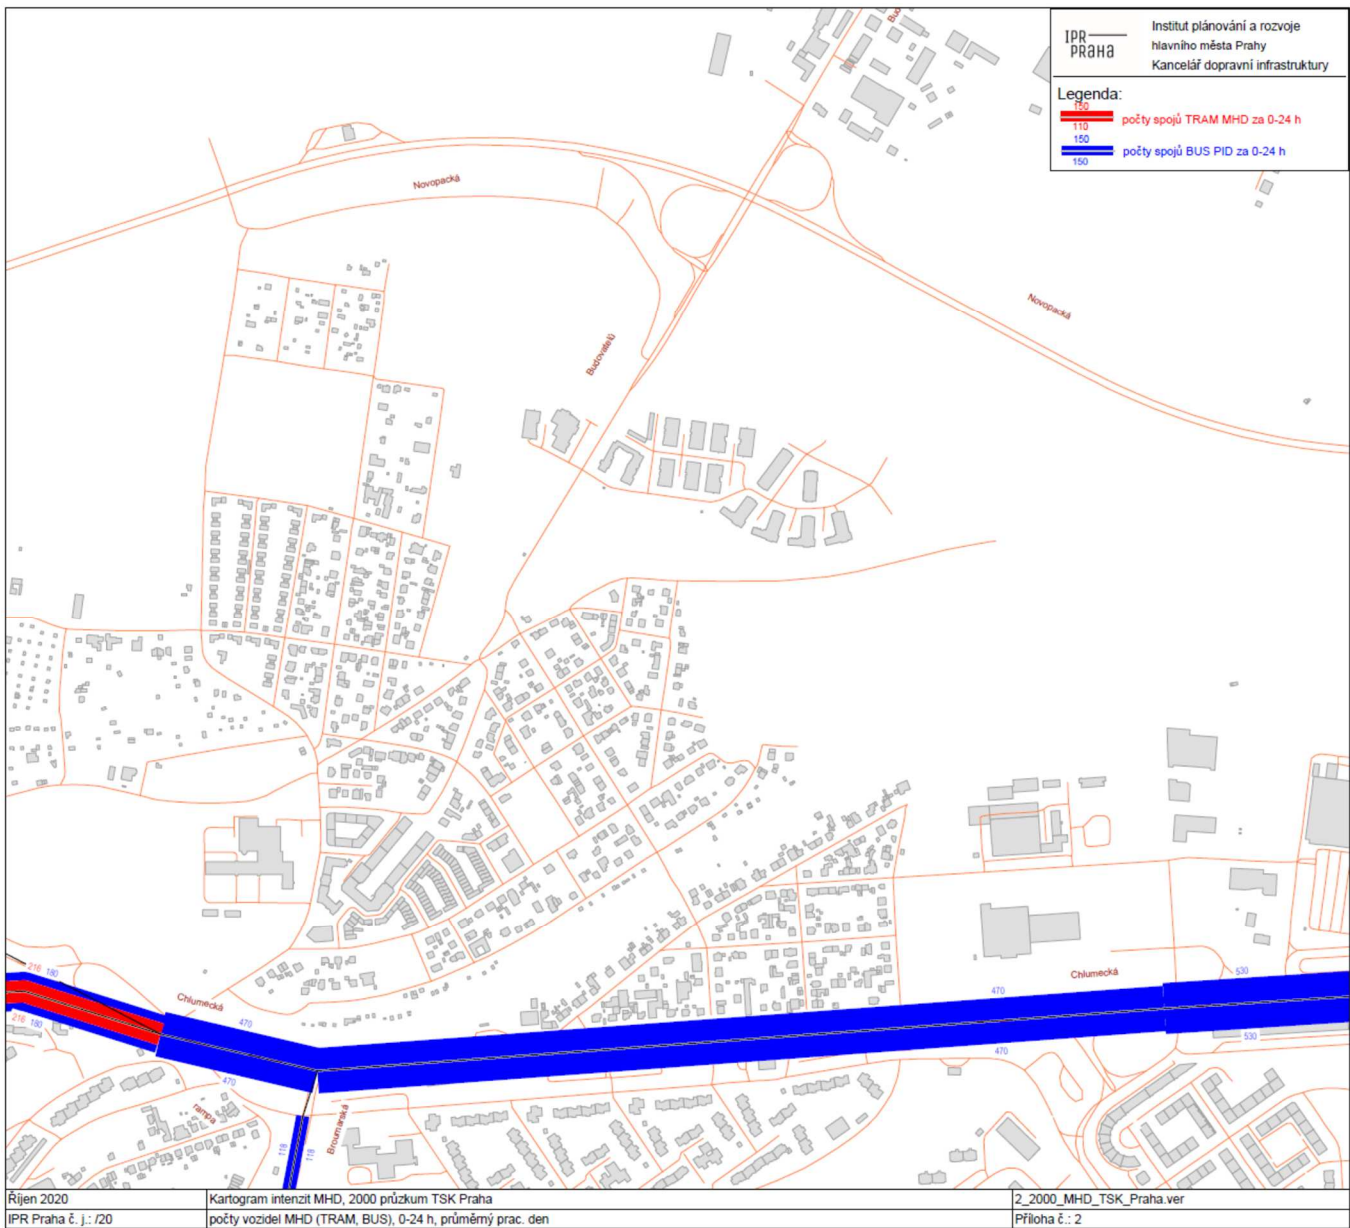 IPR
PRAHA
Institut plánování a rozvoje
hlavního města Prahy
Kancelář dopravní infrastruktury
Legenda:
150
110
počty spojů TRAM MHD za 0-24 h
150
150
počty spojů BUS PID za 0-24 h
Novopacká
Novopacká
Budovatelů
216 180
216 180
Chlumecká
470
470
Chlumecká
470
470
530
530
rampa
Broumarská
118
118
Říjen 2020
Kartogram intenzit MHD, 2000 průzkum TSK Praha
2_2000_MHD_TSK_Praha.ver
IPR Praha č. j.: /20
počty vozidel MHD (TRAM, BUS), 0-24 h, průměrný prac. den
Příloha č.: 2